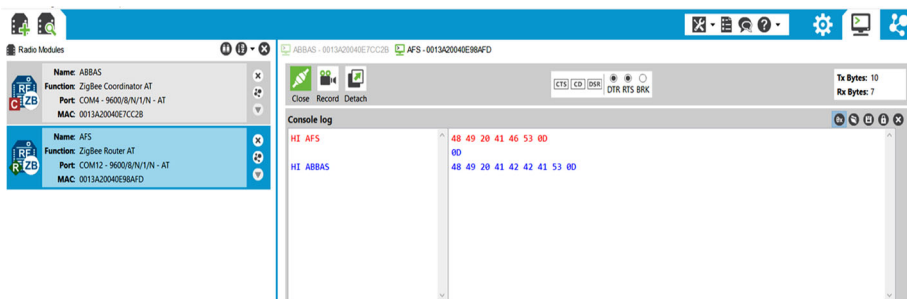 Radio Modules
Name: ABBAS
Function: ZigBee Coordinator AT
Port: COM4 - 9600/8/N/1/N - AT
MAC: 0013A20040E7CC2B
Name: AFS
Function: ZigBee Router AT
Port: COM12 - 9600/8/N/1/N - AT
MAC: 0013A20040E98AFD
ABBAS - 0013A20040E7CC2B AFS - 0013A20040E98AFD
Close Record Detach
CTS CD DSR DTR RTS BRK
Tx Bytes: 10
Rx Bytes: 7
Console log
HI AFS 48 49 20 41 46 53 0D
0D
HI ABBAS 48 49 20 41 42 42 41 53 0D